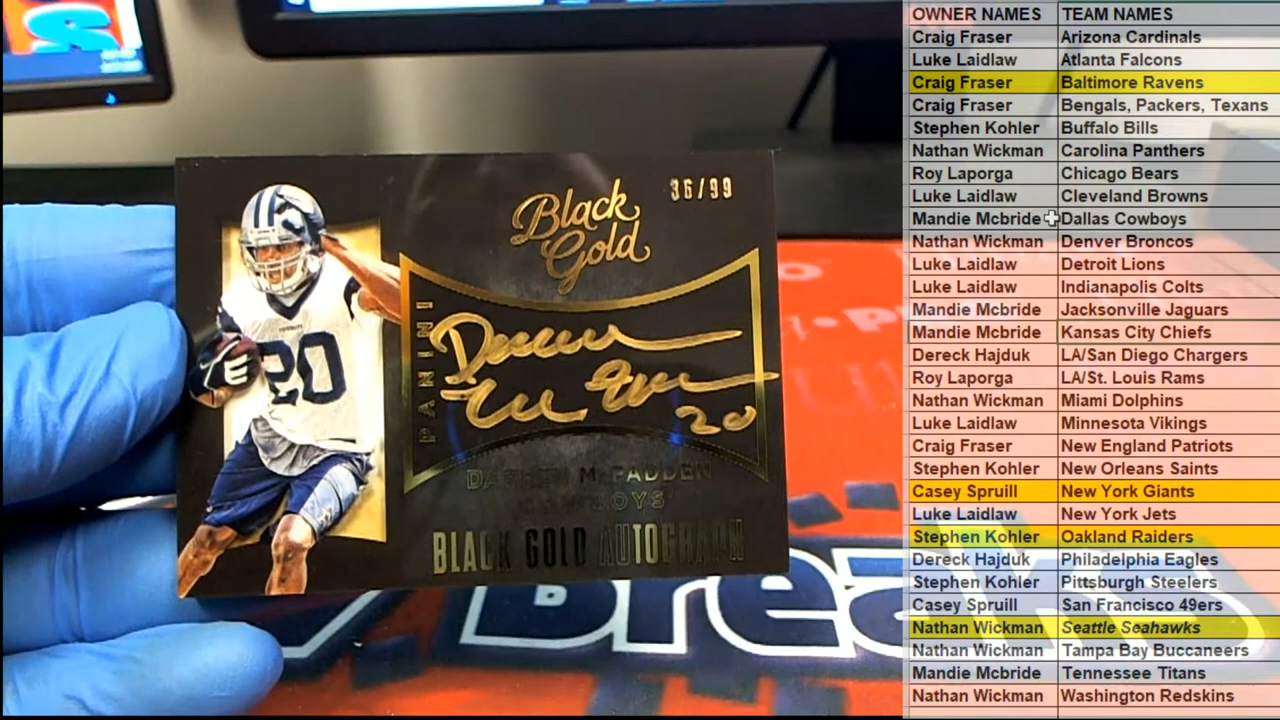 36/99
Black
Gold
PANINI
20
20
DARREN McFADDEN
COWBOYS
BLACK GOLD AUTOGRAPH
Breaks
OWNER NAMES TEAM NAMES
Craig Fraser Arizona Cardinals
Luke Laidlaw Atlanta Falcons
Craig Fraser Baltimore Ravens
Craig Fraser Bengals, Packers, Texans
Stephen Kohler Buffalo Bills
Nathan Wickman Carolina Panthers
Roy Laporga Chicago Bears
Luke Laidlaw Cleveland Browns
Mandie Mcbride Dallas Cowboys
Nathan Wickman Denver Broncos
Luke Laidlaw Detroit Lions
Luke Laidlaw Indianapolis Colts
Mandie Mcbride Jacksonville Jaguars
Mandie Mcbride Kansas City Chiefs
Dereck Hajduk LA/San Diego Chargers
Roy Laporga LA/St. Louis Rams
Nathan Wickman Miami Dolphins
Luke Laidlaw Minnesota Vikings
Craig Fraser New England Patriots
Stephen Kohler New Orleans Saints
Casey Spruill New York Giants
Luke Laidlaw New York Jets
Stephen Kohler Oakland Raiders
Dereck Hajduk Philadelphia Eagles
Stephen Kohler Pittsburgh Steelers
Casey Spruill San Francisco 49ers
Nathan Wickman Seattle Seahawks
Nathan Wickman Tampa Bay Buccaneers
Mandie Mcbride Tennessee Titans
Nathan Wickman Washington Redskins